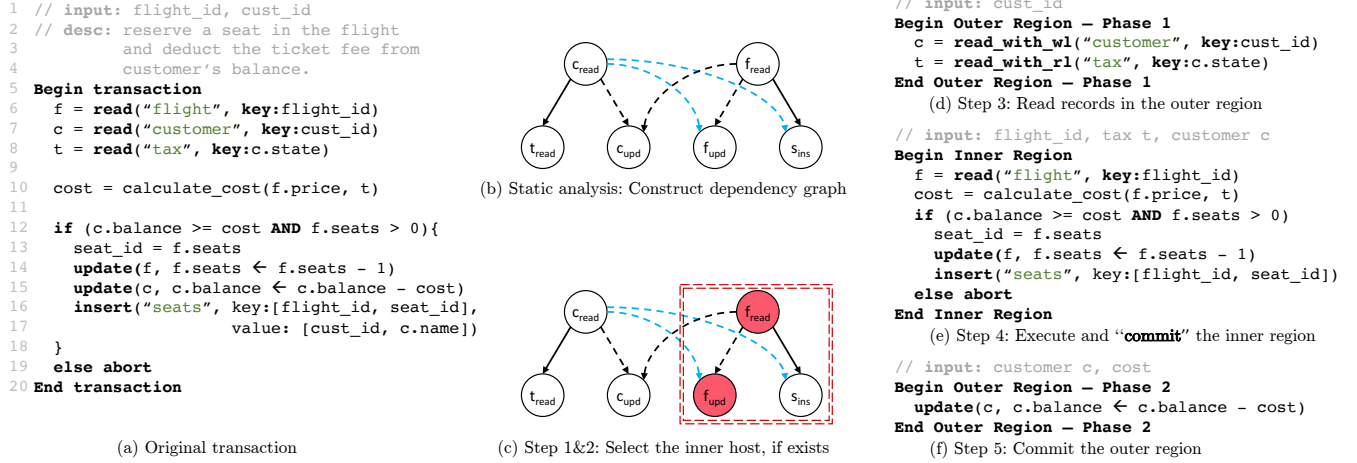 1 // input: flight_id, cust_id
2 // desc: reserve a seat in the flight
3 and deduct the ticket fee from
4 customer's balance.
5 Begin transaction
6 f = read(“flight”, key:flight_id)
7 c = read(“customer”, key:cust_id)
8 t = read(“tax”, key:c.state)
9
10 cost = calculate_cost(f.price, t)
11
12 if (c.balance >= cost AND f.seats > 0){
13 seat_id = f.seats
14 update(f, f.seats ← f.seats - 1)
15 update(c, c.balance ← c.balance - cost)
16 insert(“seats”, key:[flight_id, seat_id],
17 value: [cust_id, c.name])
18 }
19 else abort
20 End transaction
(a) Original transaction
c_read f_read
t_read c_upd f_upd s_ins
(b) Static analysis: Construct dependency graph
c_read f_read
t_read c_upd f_upd s_ins
(c) Step 1&2: Select the inner host, if exists
// input: cust_id
Begin Outer Region – Phase 1
c = read_with_wl(“customer”, key:cust_id)
t = read_with_rl(“tax”, key:c.state)
End Outer Region – Phase 1
(d) Step 3: Read records in the outer region
// input: flight_id, tax t, customer c
Begin Inner Region
f = read(“flight”, key:flight_id)
cost = calculate_cost(f.price, t)
if (c.balance >= cost AND f.seats > 0)
seat_id = f.seats
update(f, f.seats ← f.seats - 1)
insert(“seats”, key:[flight_id, seat_id])
else abort
End Inner Region
(e) Step 4: Execute and “commit” the inner region
// input: customer c, cost
Begin Outer Region – Phase 2
update(c, c.balance ← c.balance - cost)
End Outer Region – Phase 2
(f) Step 5: Commit the outer region